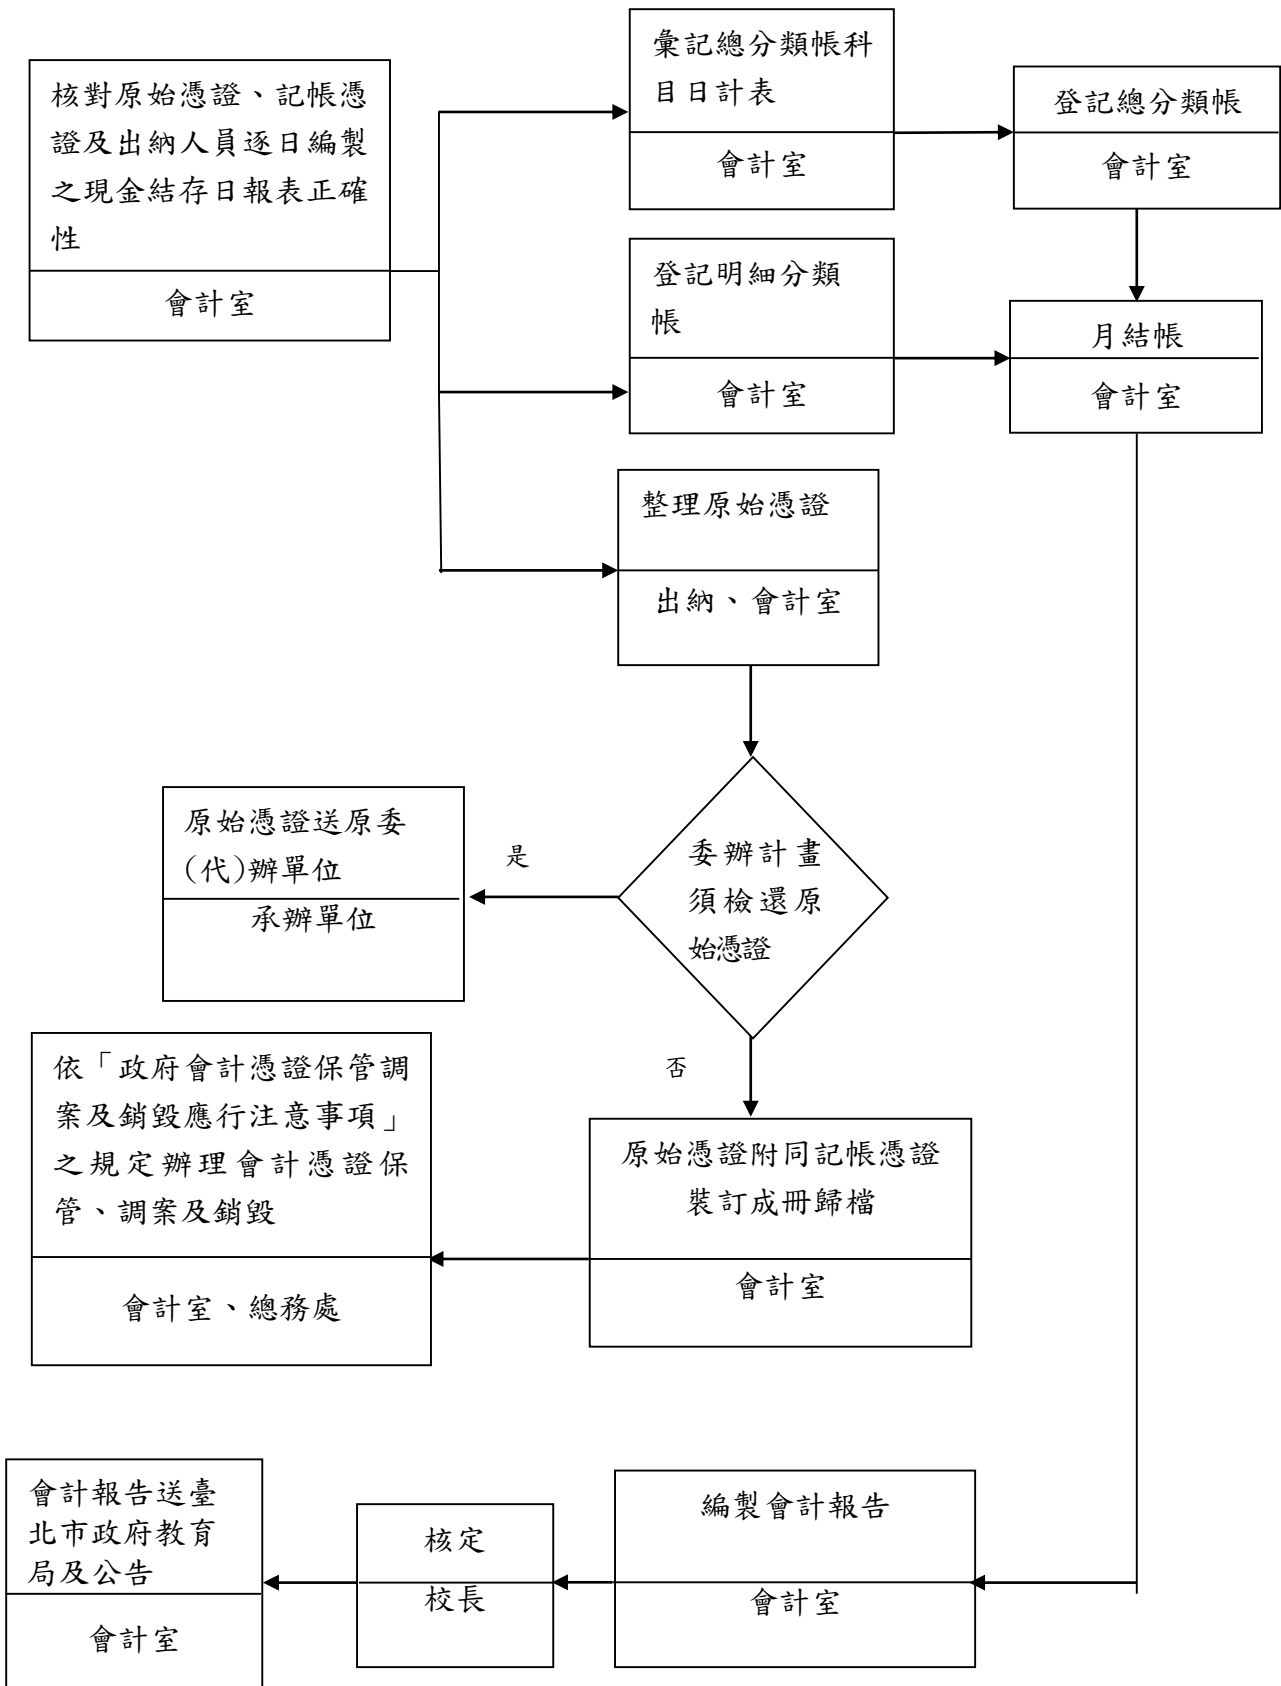 核對原始憑證、記帳憑
證及出納人員逐日編製
之現金結存日報表正確
性
會計室
彙記總分類帳科
目日計表
會計室
登記總分類帳
會計室
登記明細分類
帳
會計室
月結帳
會計室
整理原始憑證
出納、會計室
委辦計畫
須檢還原
始憑證
是
原始憑證送原委
(代)辦單位
承辦單位
否
原始憑證附同記帳憑證
裝訂成冊歸檔
會計室
依「政府會計憑證保管調
案及銷毀應行注意事項」
之規定辦理會計憑證保
管、調案及銷毀
會計室、總務處
編製會計報告
會計室
核定
校長
會計報告送臺
北市政府教育
局及公告
會計室